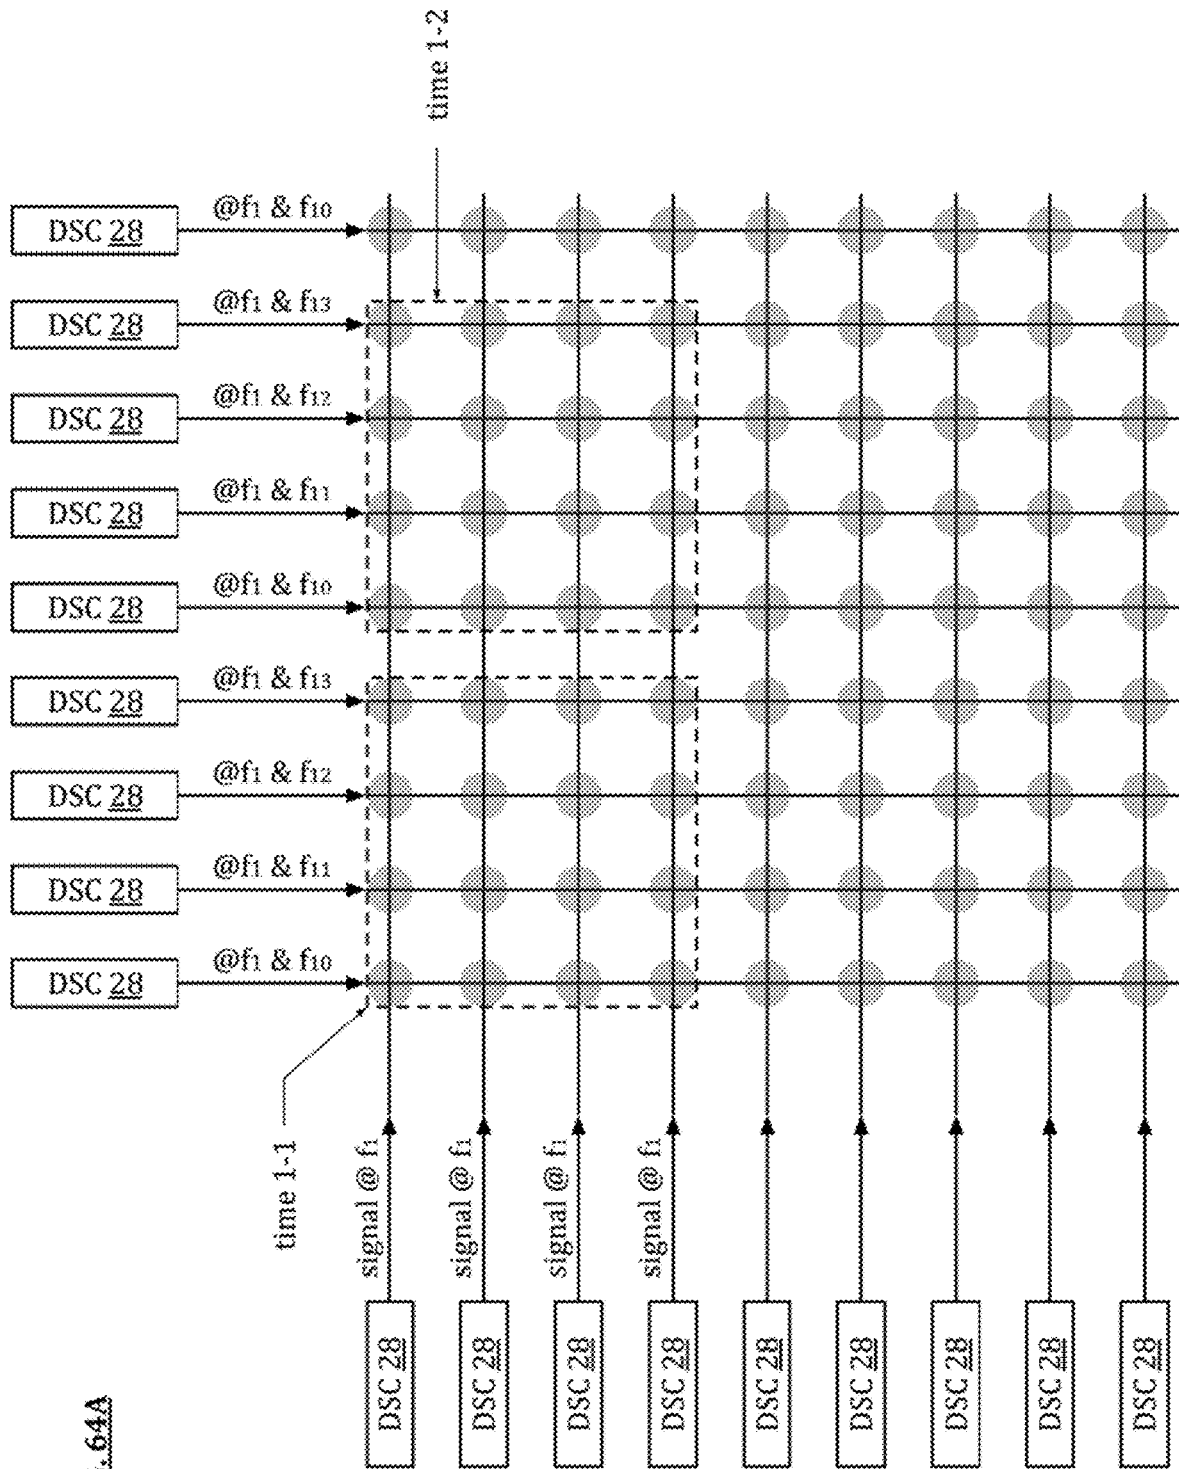 time 1-2
DSC 28
@f₁ & f₁₀
DSC 28
@f₁ & f₁₃
DSC 28
@f₁ & f₁₂
DSC 28
@f₁ & f₁₁
DSC 28
@f₁ & f₁₀
DSC 28
@f₁ & f₁₃
DSC 28
@f₁ & f₁₂
DSC 28
@f₁ & f₁₁
DSC 28
@f₁ & f₁₀
time 1-1
signal @ f₁
signal @ f₁
signal @ f₁
signal @ f₁
DSC 28
DSC 28
DSC 28
DSC 28
DSC 28
DSC 28
DSC 28
DSC 28
DSC 28
. 64A